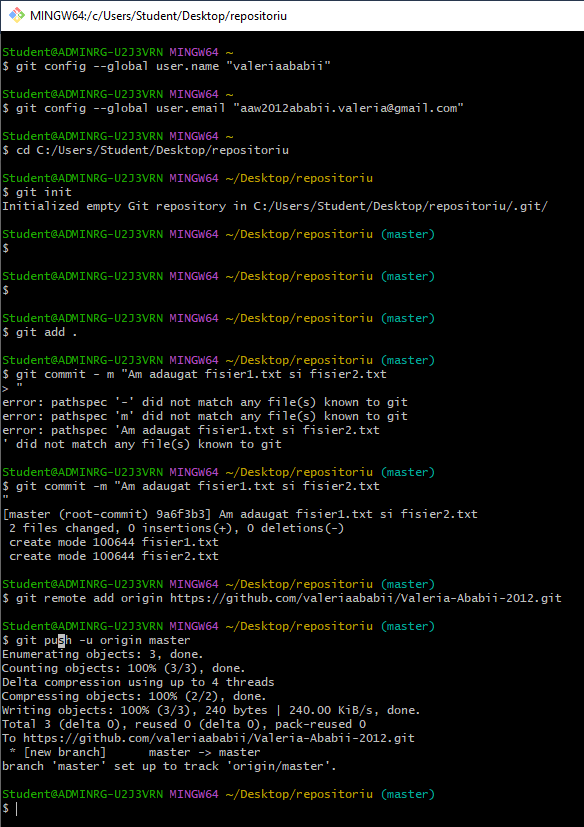 MINGW64:/c/Users/Student/Desktop/repositoriu
Student@ADMINRG-U2J3VRN MINGW64 ~
$ git config --global user.name "valeriaababii"
Student@ADMINRG-U2J3VRN MINGW64 ~
$ git config --global user.email "aaw2012ababii.valeria@gmail.com"
Student@ADMINRG-U2J3VRN MINGW64 ~
$ cd C:/Users/Student/Desktop/repositoriu
Student@ADMINRG-U2J3VRN MINGW64 ~/Desktop/repositoriu
$ git init
Initialized empty Git repository in C:/Users/Student/Desktop/repositoriu/.git/
Student@ADMINRG-U2J3VRN MINGW64 ~/Desktop/repositoriu (master)
$
Student@ADMINRG-U2J3VRN MINGW64 ~/Desktop/repositoriu (master)
$
Student@ADMINRG-U2J3VRN MINGW64 ~/Desktop/repositoriu (master)
$ git add .
Student@ADMINRG-U2J3VRN MINGW64 ~/Desktop/repositoriu (master)
$ git commit - m "Am adaugat fisier1.txt si fisier2.txt
> "
error: pathspec '-' did not match any file(s) known to git
error: pathspec 'm' did not match any file(s) known to git
error: pathspec 'Am adaugat fisier1.txt si fisier2.txt
' did not match any file(s) known to git
Student@ADMINRG-U2J3VRN MINGW64 ~/Desktop/repositoriu (master)
$ git commit -m "Am adaugat fisier1.txt si fisier2.txt
"
[master (root-commit) 9a6f3b3] Am adaugat fisier1.txt si fisier2.txt
 2 files changed, 0 insertions(+), 0 deletions(-)
 create mode 100644 fisier1.txt
 create mode 100644 fisier2.txt
Student@ADMINRG-U2J3VRN MINGW64 ~/Desktop/repositoriu (master)
$ git remote add origin https://github.com/valeriaababii/Valeria-Ababii-2012.git
Student@ADMINRG-U2J3VRN MINGW64 ~/Desktop/repositoriu (master)
$ git push -u origin master
Enumerating objects: 3, done.
Counting objects: 100% (3/3), done.
Delta compression using up to 4 threads
Compressing objects: 100% (2/2), done.
Writing objects: 100% (3/3), 240 bytes | 240.00 KiB/s, done.
Total 3 (delta 0), reused 0 (delta 0), pack-reused 0
To https://github.com/valeriaababii/Valeria-Ababii-2012.git
 * [new branch]      master -> master
branch 'master' set up to track 'origin/master'.
Student@ADMINRG-U2J3VRN MINGW64 ~/Desktop/repositoriu (master)
$